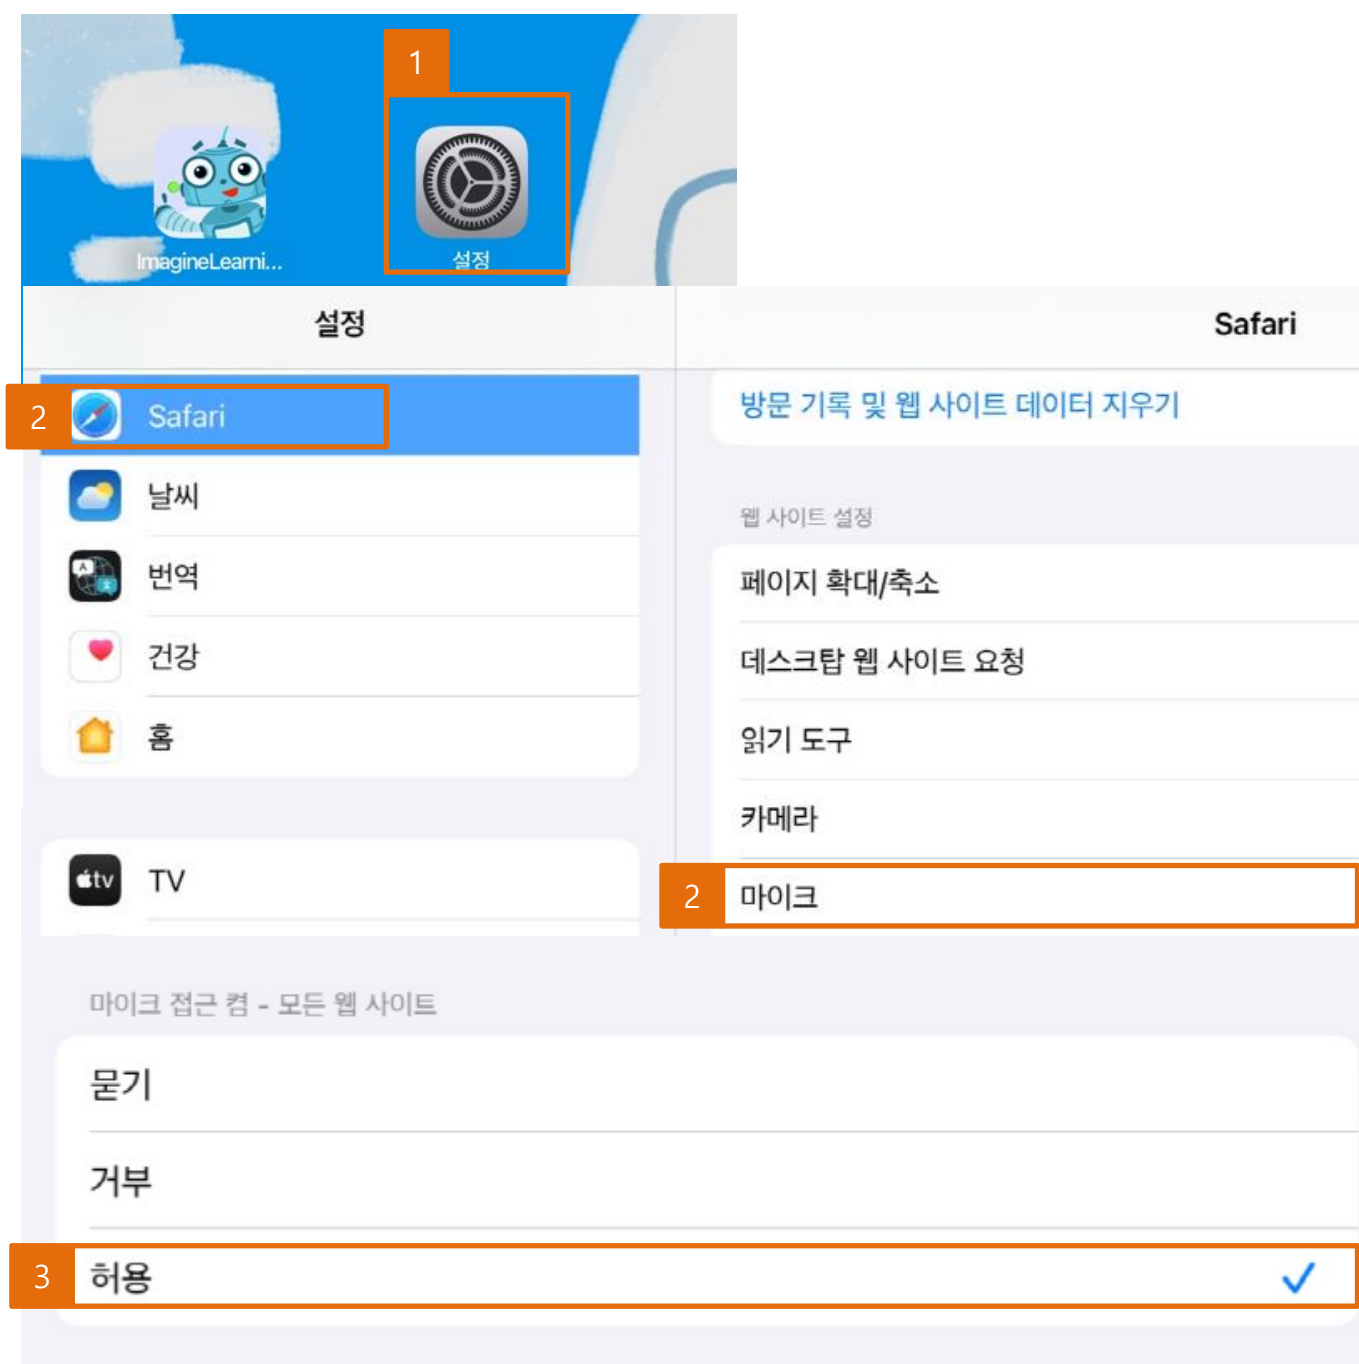 1
ImagineLearni...
설정
설정
Safari
2
Safari
날씨
번역
건강
홈
tv
TV
방문 기록 및 웹 사이트 데이터 지우기
웹 사이트 설정
페이지 확대/축소
데스크탑 웹 사이트 요청
읽기 도구
카메라
2
마이크
마이크 접근 켬 - 모든 웹 사이트
묻기
거부
3
허용